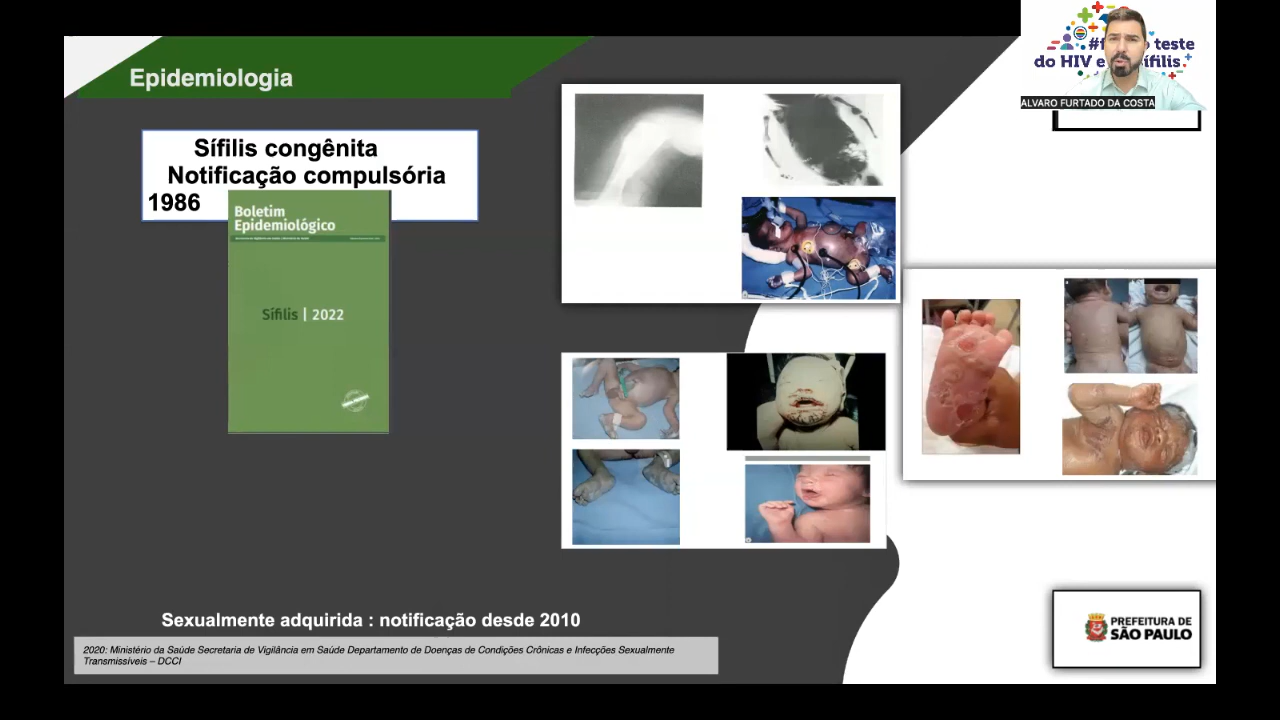 Epidemiologia
Sífilis congênita
Notificação compulsória
1986
Boletim
Epidemiológico
Sífilis | 2022
Sexualmente adquirida : notificação desde 2010
2020: Ministério da Saúde Secretaria de Vigilância em Saúde Departamento de Doenças de Condições Crônicas e Infecções Sexualmente
Transmissíveis – DCCI
teste
do HIV e
ífilis.
ALVARO FURTADO DA COSTA
PREFEITURA DE
SÃO PAULO